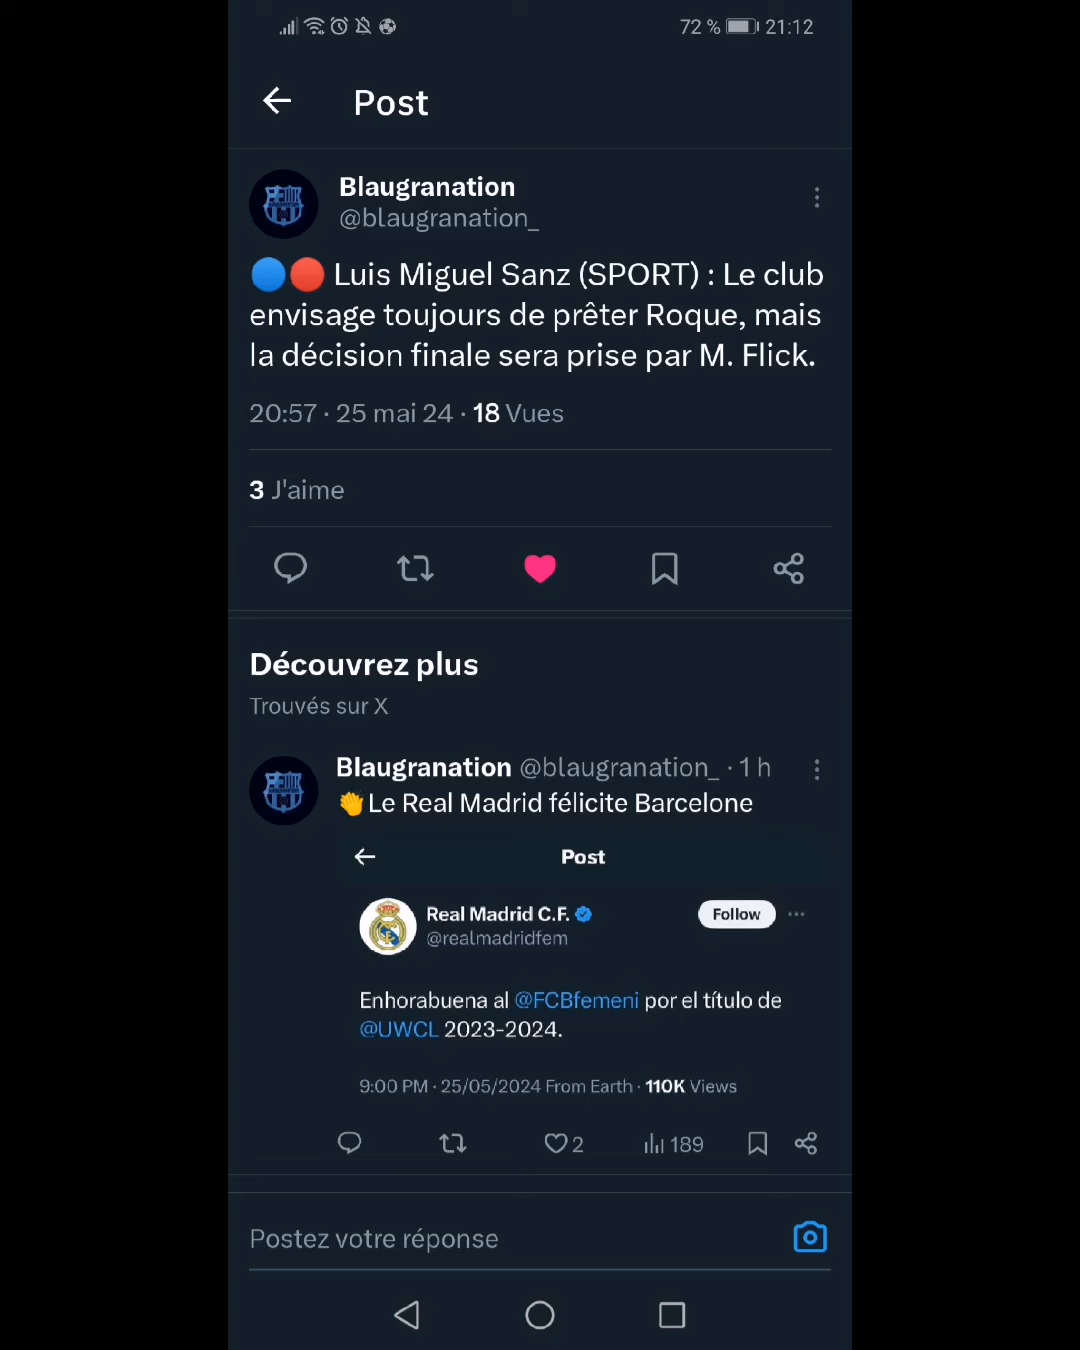 72 % 21:12
Post
Blaugranation
@blaugranation_
🔵🔴 Luis Miguel Sanz (SPORT) : Le club
envisage toujours de prêter Roque, mais
la décision finale sera prise par M. Flick.
20:57 · 25 mai 24 · 18 Vues
3 J'aime
Découvrez plus
Trouvés sur X
Blaugranation @blaugranation_ · 1 h
👏Le Real Madrid félicite Barcelone
Post
Real Madrid C.F.
Follow
@realmadridfem
Enhorabuena al @FCBfemeni por el título de
@UWCL 2023-2024.
9:00 PM · 25/05/2024 From Earth · 110K Views
2 189
Postez votre réponse